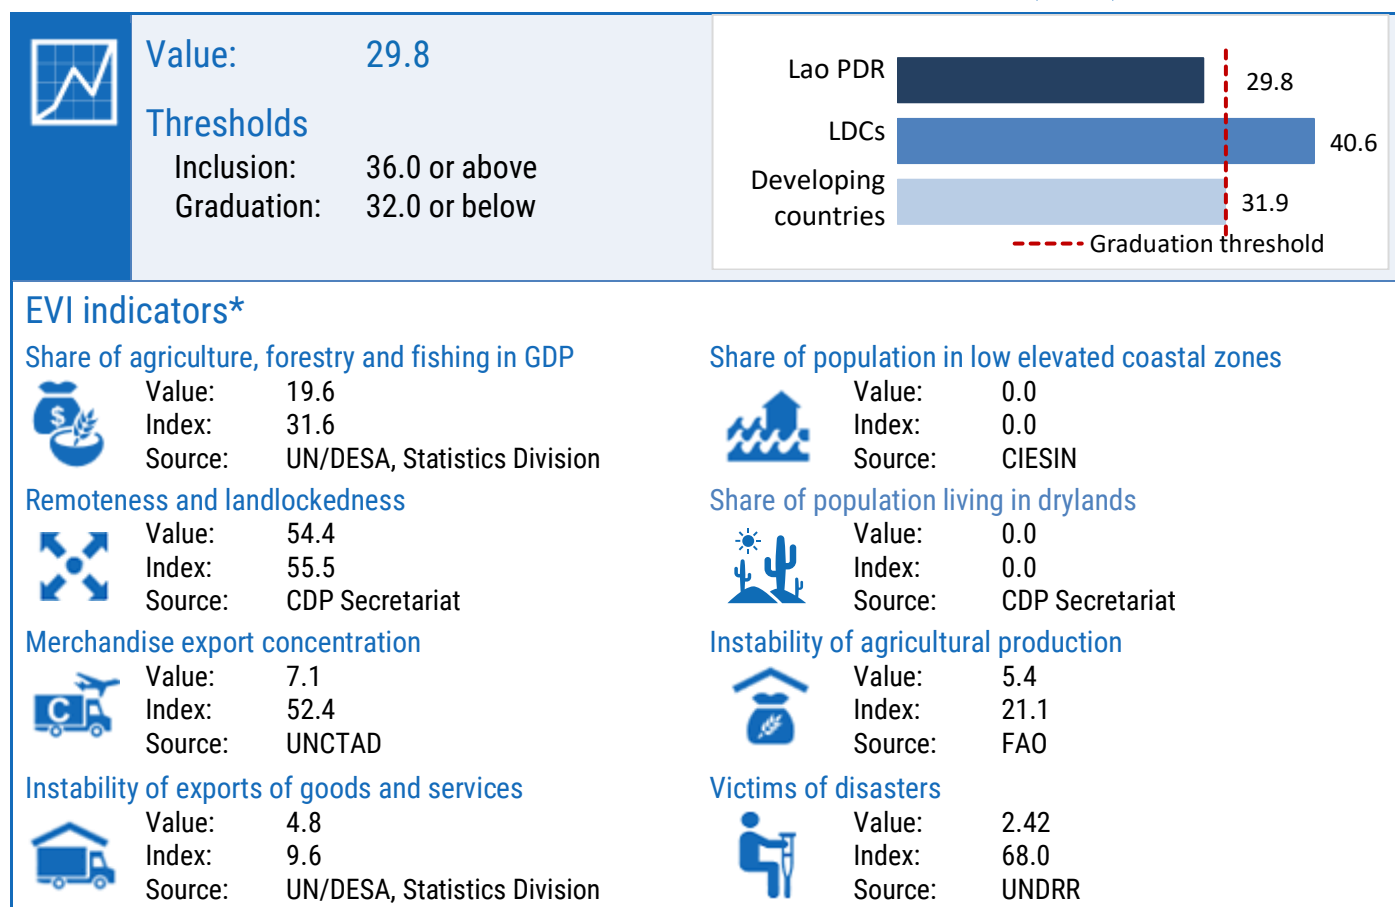 Value: 29.8
Thresholds
Inclusion: 36.0 or above
Graduation: 32.0 or below
Lao PDR 29.8
LDCs 40.6
Developing
countries 31.9
Graduation threshold
EVI indicators*
Share of agriculture, forestry and fishing in GDP
Value: 19.6
Index: 31.6
Source: UN/DESA, Statistics Division
Share of population in low elevated coastal zones
Value: 0.0
Index: 0.0
Source: CIESIN
Remoteness and landlockedness
Value: 54.4
Index: 55.5
Source: CDP Secretariat
Share of population living in drylands
Value: 0.0
Index: 0.0
Source: CDP Secretariat
Merchandise export concentration
C
Value: 7.1
Index: 52.4
Source: UNCTAD
Instability of agricultural production
Value: 5.4
Index: 21.1
Source: FAO
Instability of exports of goods and services
Value: 4.8
Index: 9.6
Source: UN/DESA, Statistics Division
Victims of disasters
Value: 2.42
Index: 68.0
Source: UNDRR